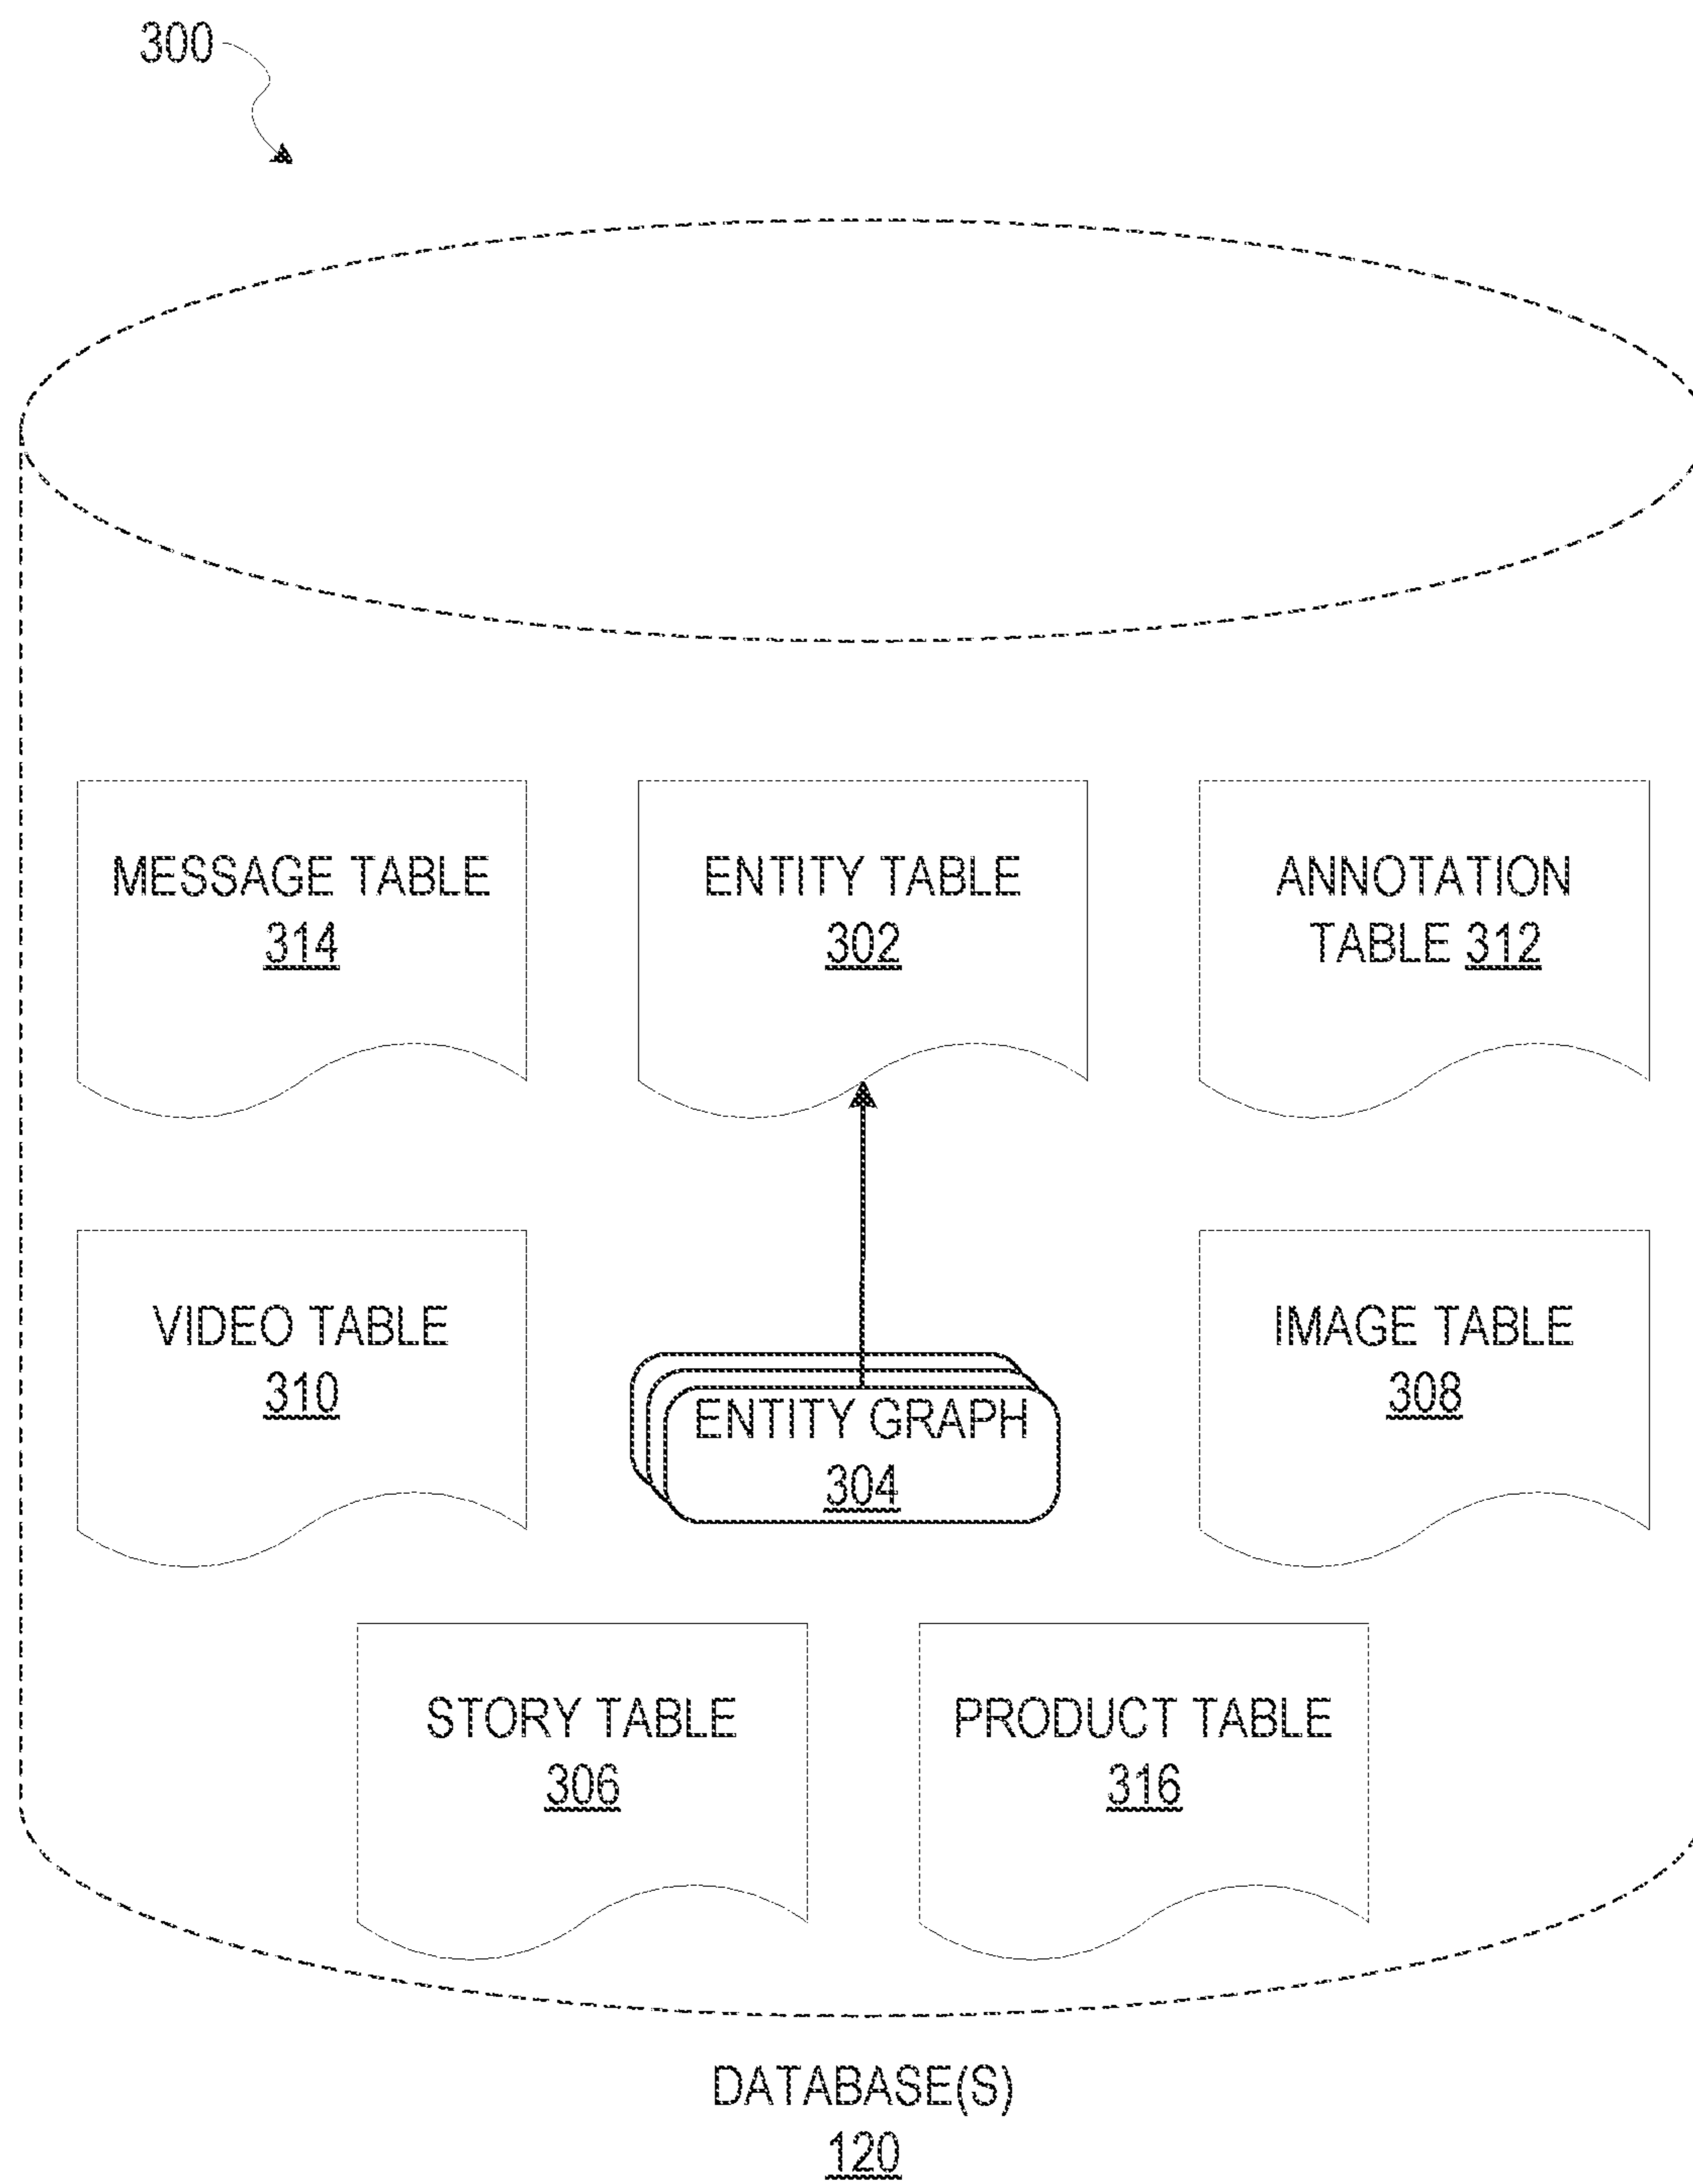 300
MESSAGE TABLE
314
ENTITY TABLE
302
ANNOTATION
TABLE 312
VIDEO TABLE
310
ENTITY GRAPH
304
IMAGE TABLE
308
STORY TABLE
306
PRODUCT TABLE
316
DATABASE(S)
120